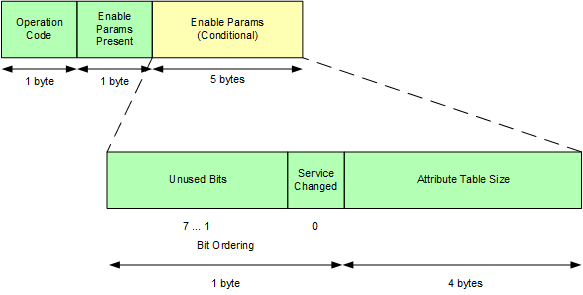 Operation
Code
Enable
Params
Present
Enable Params
(Conditional)
1 byte
1 byte
5 bytes
Unused Bits
Service
Changed
Attribute Table Size
7 ... 1
0
Bit Ordering
1 byte
4 bytes